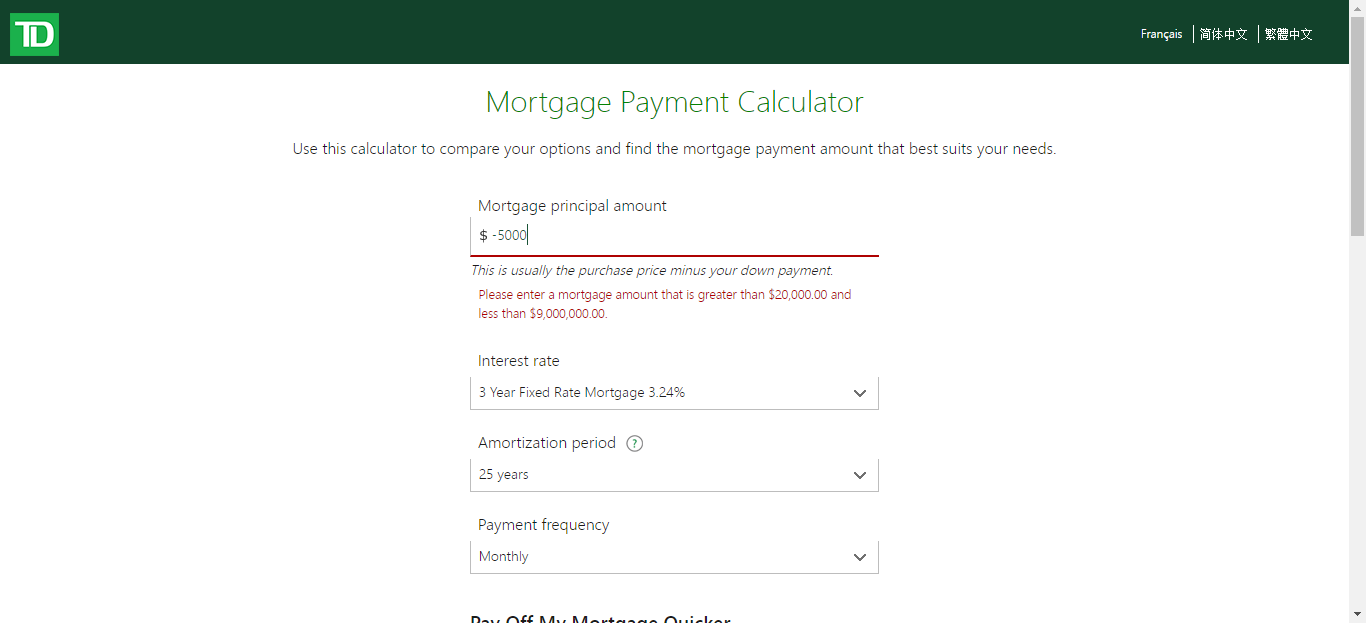 TD
Français
简体中文
繁體中文
Mortgage Payment Calculator
Use this calculator to compare your options and find the mortgage payment amount that best suits your needs.
Mortgage principal amount
$ -5000
This is usually the purchase price minus your down payment.
Please enter a mortgage amount that is greater than $20,000.00 and
less than $9,000,000.00.
Interest rate
3 Year Fixed Rate Mortgage 3.24%
Amortization period ?
25 years
Payment frequency
Monthly
Pay Off My Mortgage Quicker